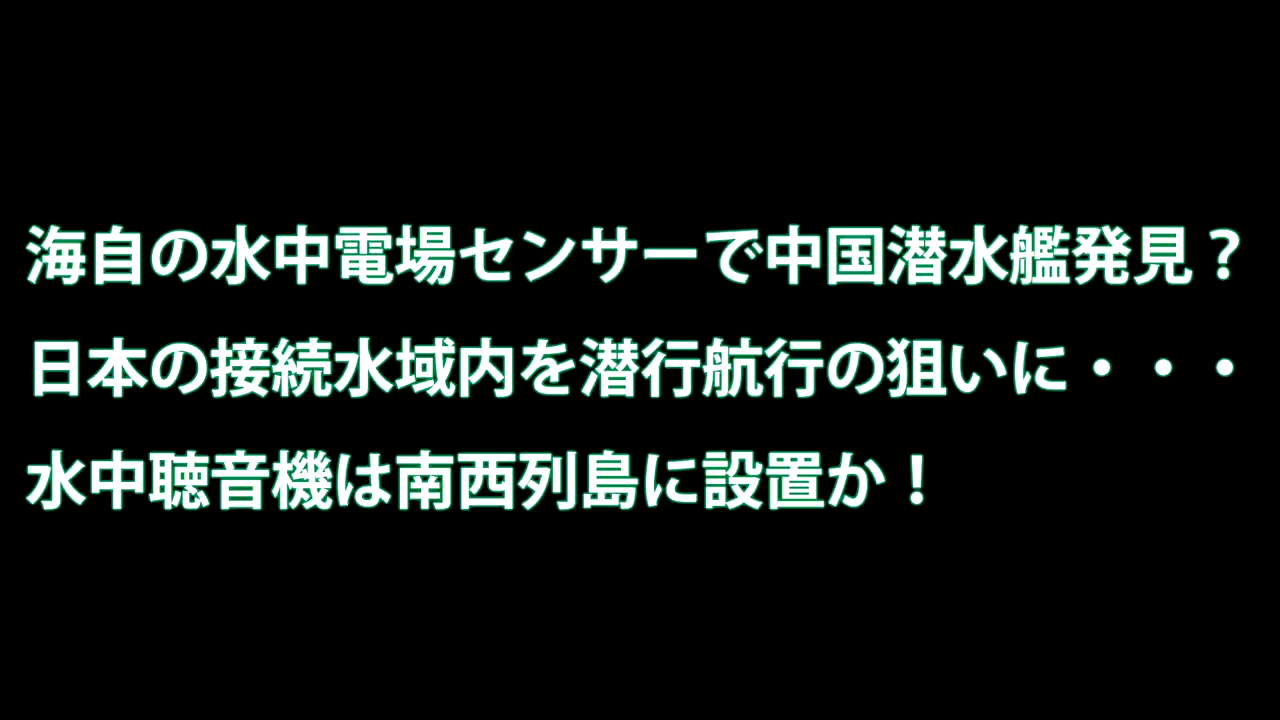 海自の水中電場センサーで中国潜水艦発見？
日本の接続水域内を潜行航行の狙いに・・・
水中聴音機は南西列島に設置か！